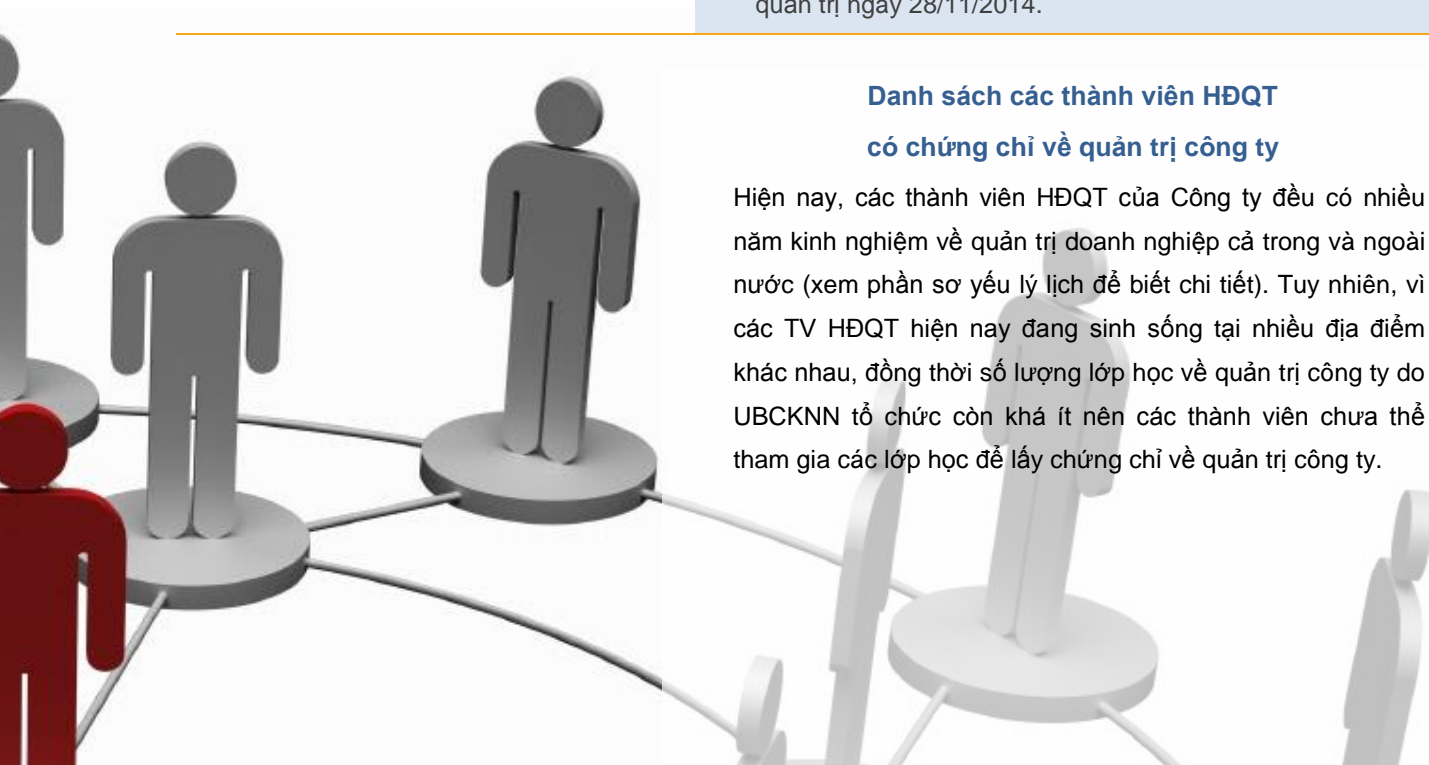 quản trị ngày 28/11/2014.
Danh sách các thành viên HĐQT
có chứng chỉ về quản trị công ty
Hiện nay, các thành viên HĐQT của Công ty đều có nhiều
năm kinh nghiệm về quản trị doanh nghiệp cả trong và ngoài
nước (xem phần sơ yếu lý lịch để biết chi tiết). Tuy nhiên, vì
các TV HĐQT hiện nay đang sinh sống tại nhiều địa điểm
khác nhau, đồng thời số lượng lớp học về quản trị công ty do
UBCKNN tổ chức còn khá ít nên các thành viên chưa thể
tham gia các lớp học để lấy chứng chỉ về quản trị công ty.